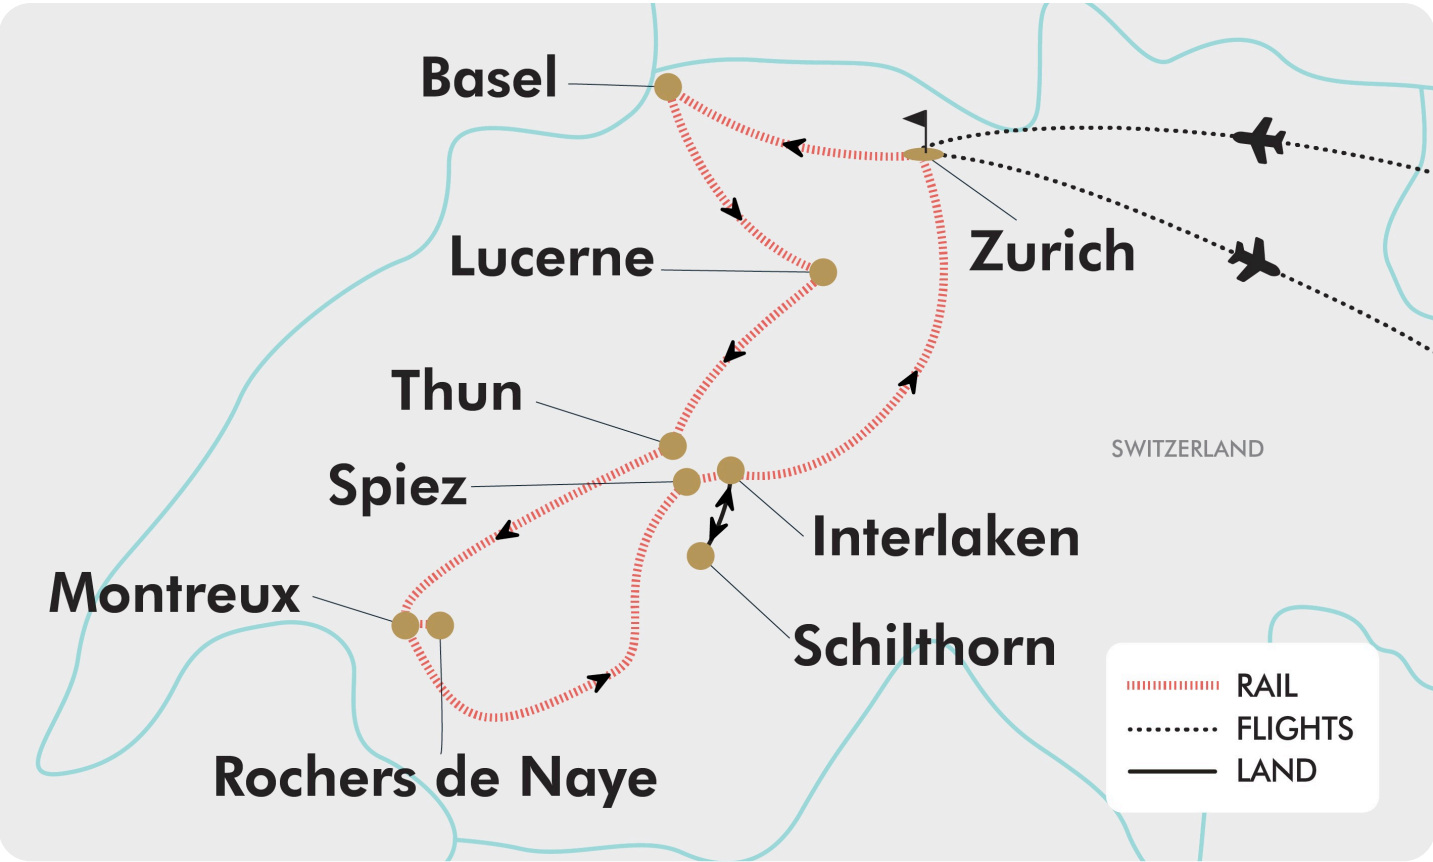 Basel
Zurich
Lucerne
Thun
SWITZERLAND
Spiez
Interlaken
Montreux
Schilthorn
Rochers de Naye
RAIL
FLIGHTS
LAND